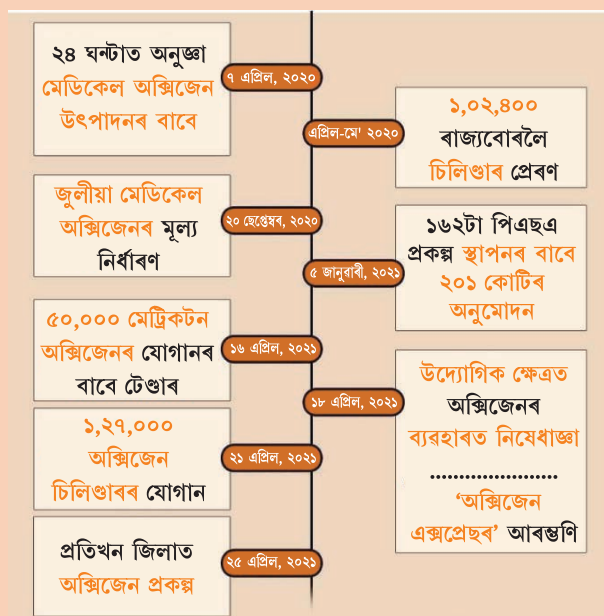 ২৪ ঘন্টাত অনুজ্ঞা
মেডিকেল অক্সিজেন
উৎপাদনৰ বাবে
৭ এপ্ৰিল, ২০২০
এপ্ৰিল-মে' ২০২০
১,০২,৪০০
ৰাজ্যবোৰলৈ
চিলিণ্ডাৰ প্ৰেৰণ
জুলীয়া মেডিকেল
অক্সিজেনৰ মূল্য
নিৰ্ধাৰণ
২০ ছেপ্তেম্বৰ, ২০২০
৫ জানুৱাৰী, ২০২১
১৬২টা পিএছএ
প্ৰকল্প স্থাপনৰ বাবে
২০১ কোটিৰ
অনুমোদন
৫০,০০০ মেট্ৰিকটন
অক্সিজেনৰ যোগানৰ
বাবে টেণ্ডাৰ
১৬ এপ্ৰিল, ২০২১
১৮ এপ্ৰিল, ২০২১
উদ্যোগিক ক্ষেত্ৰত
অক্সিজেনৰ
ব্যৱহাৰত নিষেধাজ্ঞা
......................
‘অক্সিজেন
এক্সপ্ৰেছৰ’ আৰম্ভণি
১,২৭,০০০
অক্সিজেন
চিলিণ্ডাৰৰ যোগান
২১ এপ্ৰিল, ২০২১
প্ৰতিখন জিলাত
অক্সিজেন প্ৰকল্প
২৫ এপ্ৰিল, ২০২১